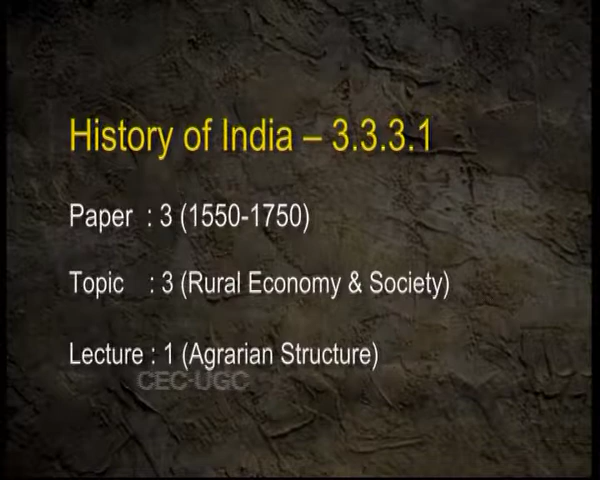 History of India – 3.3.3.1
Paper : 3 (1550-1750)
Topic : 3 (Rural Economy & Society)
Lecture : 1 (Agrarian Structure)
CEC-UGC